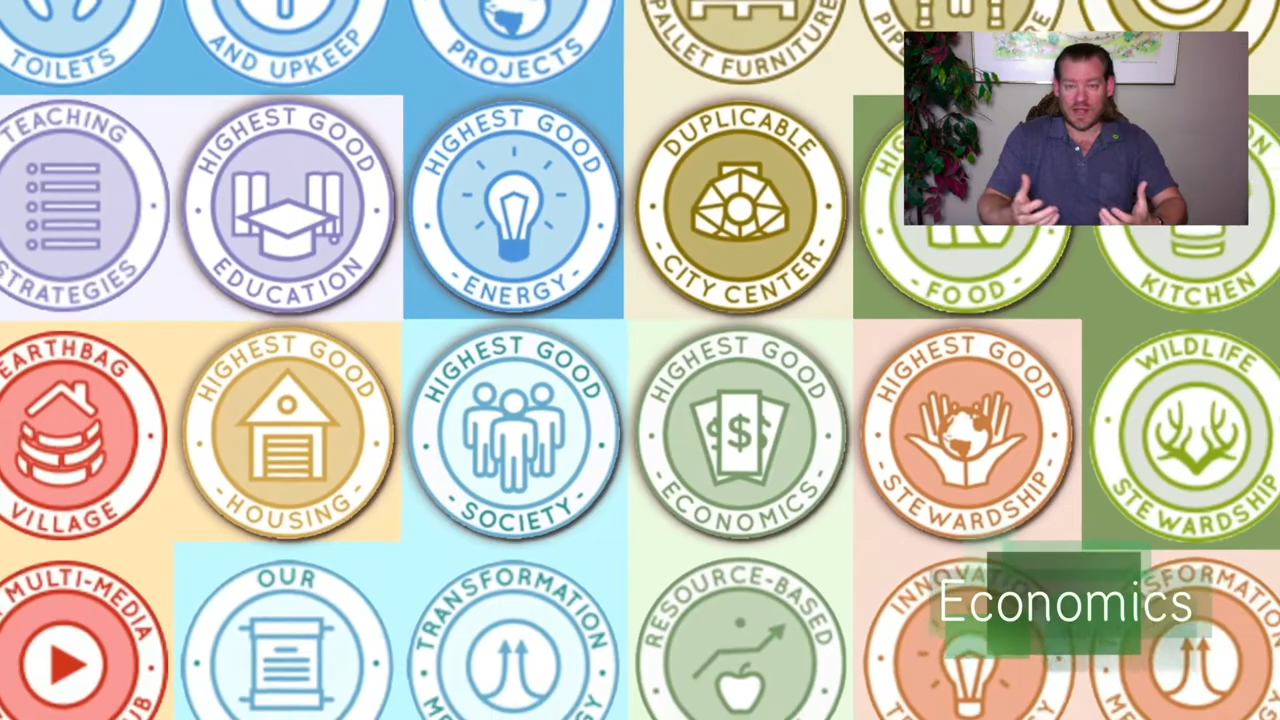 TOILETS
AND UPKEEP
PROJECTS
PALLET FURNITURE
TEACHING
STRATEGIES
HIGHEST GOOD
EDUCATION
HIGHEST GOOD
- ENERGY -
DUPLICABLE
- CITY CENTER -
- FOOD -
KITCHEN
EARTHBAG
VILLAGE
HIGHEST GOOD
- HOUSING -
HIGHEST GOOD
- SOCIETY -
HIGHEST GOOD
$ $ $
- ECONOMICS -
HIGHEST GOOD
- STEWARDSHIP -
WILDLIFE
STEWARDSHIP
MULTI-MEDIA
OUR
TRANSFORMATION
RESOURCE-BASED
Economics